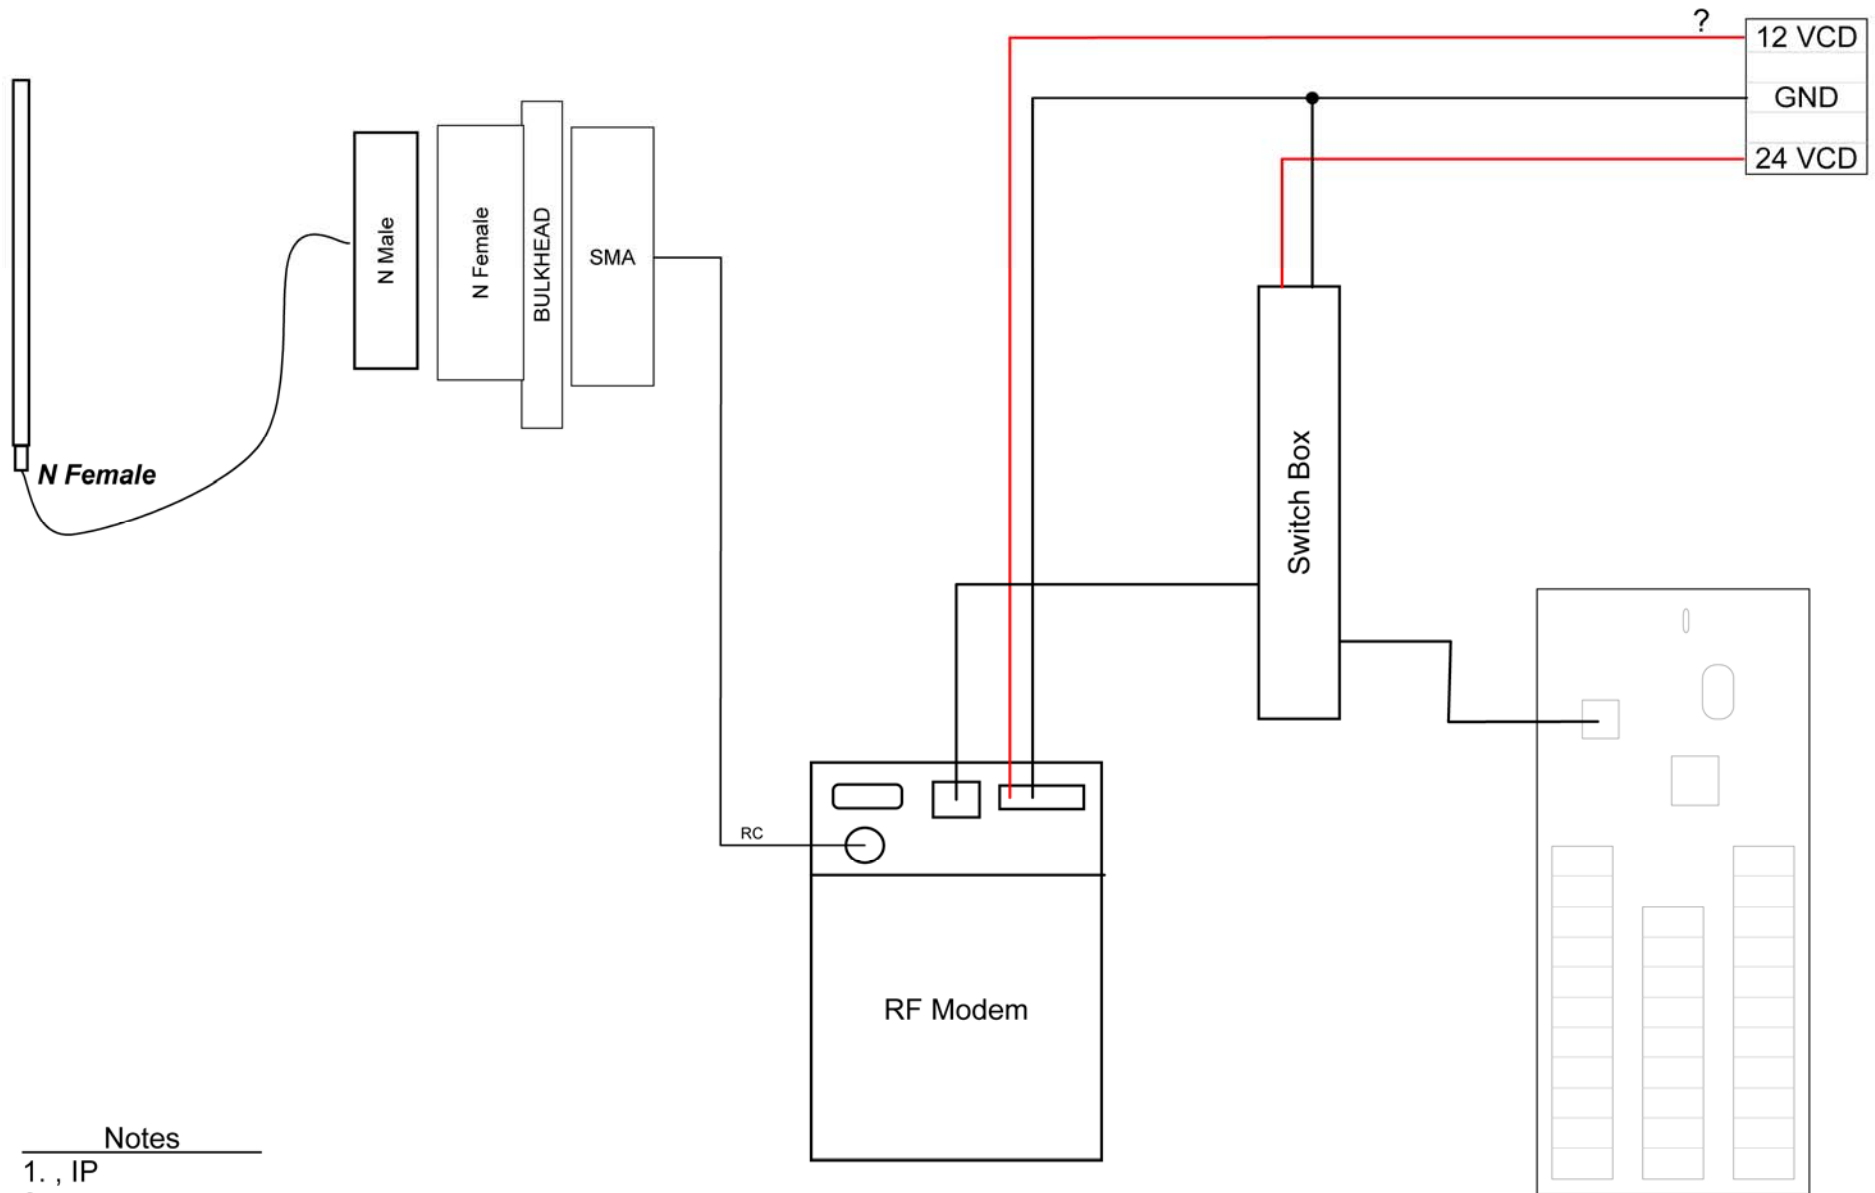 ?
12 VCD
GND
24 VCD
N Male
N Female
BULKHEAD
SMA
N Female
Switch Box
RC
RF Modem
Notes
1. , IP